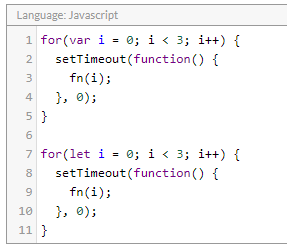 Language: Javascript
1 for(var i = 0; i < 3; i++) {
2   setTimeout(function() {
3     fn(i);
4   }, 0);
5 }
6
7 for(let i = 0; i < 3; i++) {
8   setTimeout(function() {
9     fn(i);
10   }, 0);
11 }